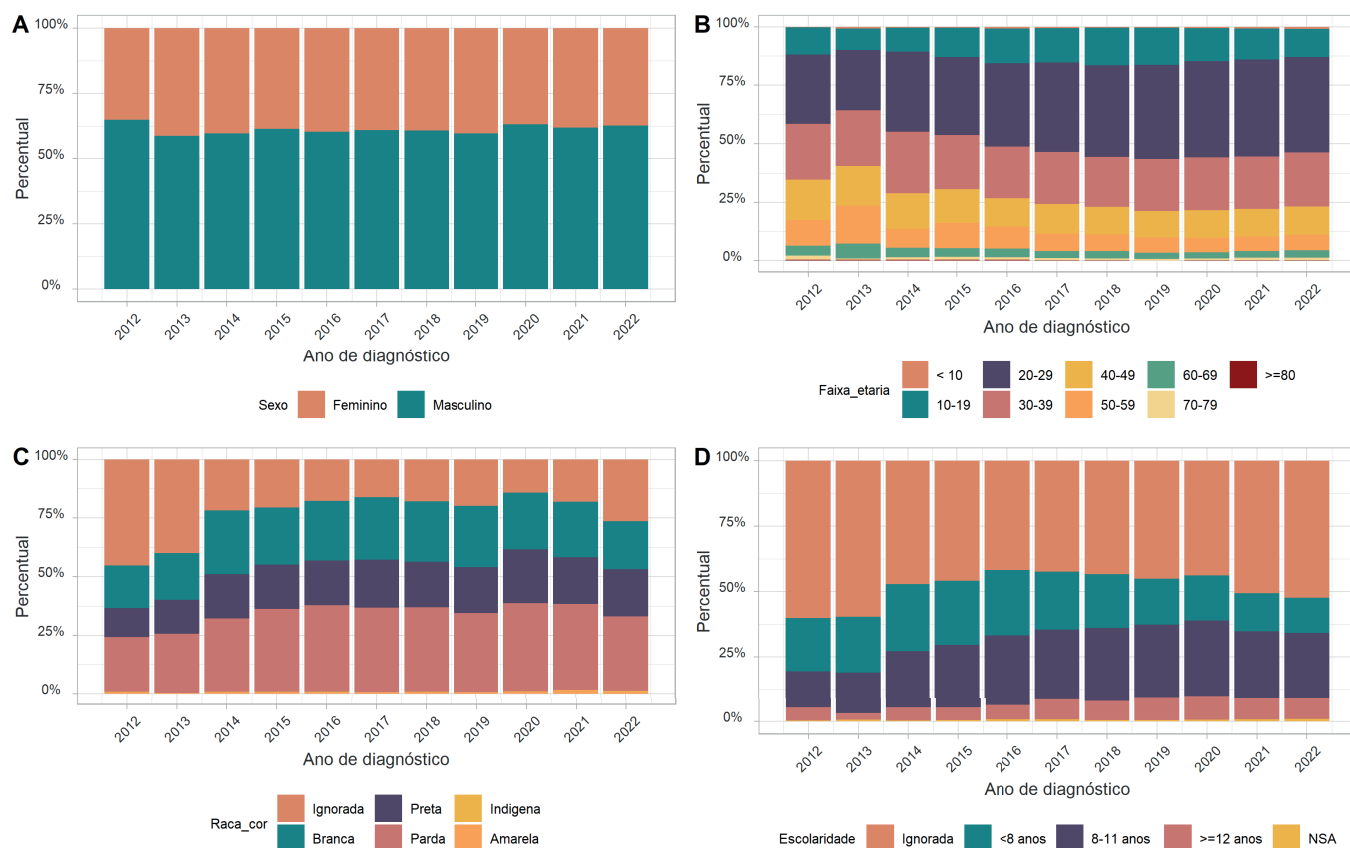 A
100%
75%
50%
25%
0%
Percentual
2012 2013 2014 2015 2016 2017 2018 2019 2020 2021 2022
Ano de diagnóstico
Sexo Feminino Masculino
B
100%
75%
50%
25%
0%
Percentual
2012 2013 2014 2015 2016 2017 2018 2019 2020 2021 2022
Ano de diagnóstico
Faixa_etaria
< 10 20-29 40-49 60-69 >=80
10-19 30-39 50-59 70-79
C
100%
75%
50%
25%
0%
Percentual
2012 2013 2014 2015 2016 2017 2018 2019 2020 2021 2022
Ano de diagnóstico
Raca_cor
Ignorada Preta Indigena
Branca Parda Amarela
D
100%
75%
50%
25%
0%
Percentual
2012 2013 2014 2015 2016 2017 2018 2019 2020 2021 2022
Ano de diagnóstico
Escolaridade Ignorada <8 anos 8-11 anos >=12 anos NSA